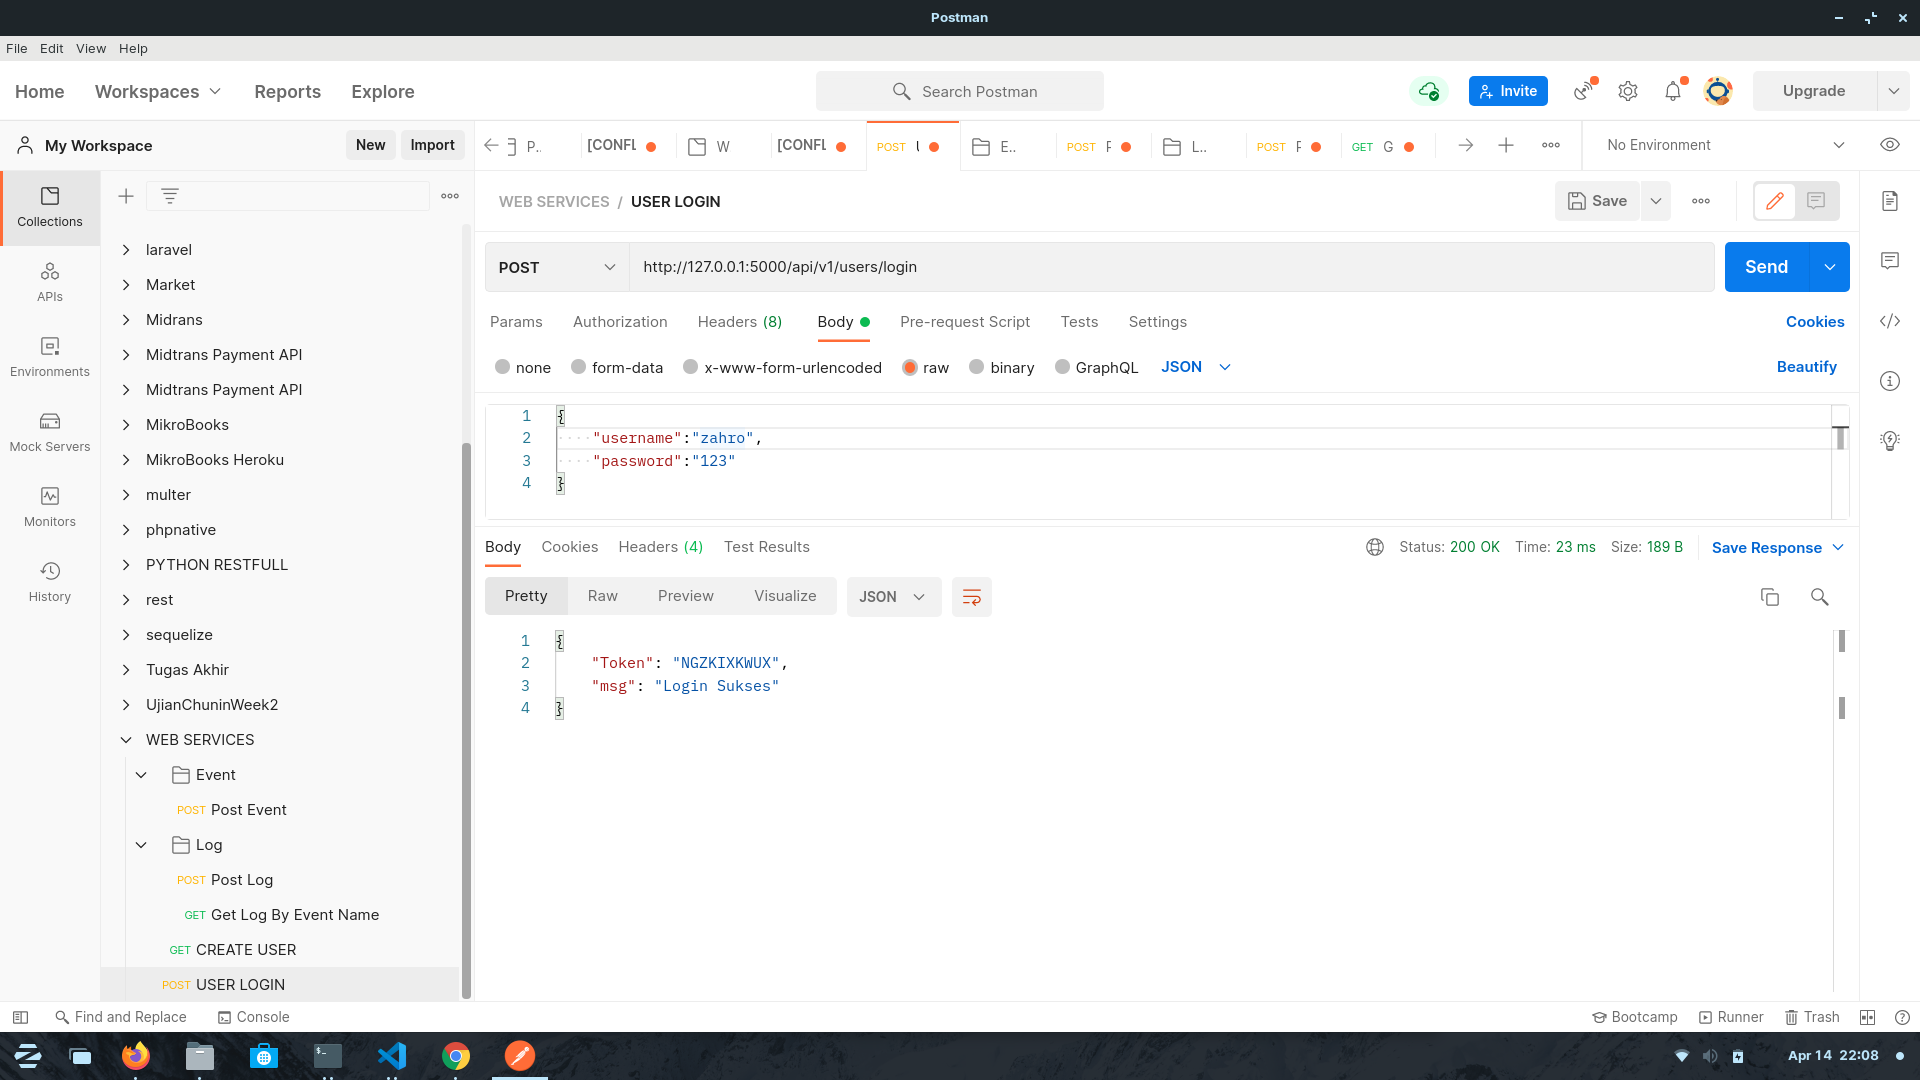 Postman
File Edit View Help
Home Workspaces Reports Explore Search Postman Invite Upgrade
My Workspace New Import P.. [CONFL W [CONFL POST E.. POST L.. POST GET G No Environment
Collections
APIs
Environments
Mock Servers
Monitors
History
laravel
Market
Midrans
Midtrans Payment API
Midtrans Payment API
MikroBooks
MikroBooks Heroku
multer
phpnative
PYTHON RESTFULL
rest
sequelize
Tugas Akhir
UjianChuninWeek2
WEB SERVICES
Event
POST Post Event
Log
POST Post Log
GET Get Log By Event Name
GET CREATE USER
POST USER LOGIN
WEB SERVICES / USER LOGIN Save
POST http://127.0.0.1:5000/api/v1/users/login Send
Params Authorization Headers (8) Body Pre-request Script Tests Settings Cookies
none form-data x-www-form-urlencoded raw binary GraphQL JSON Beautify
1 {
2 "username":"zahro",
3 "password":"123"
4 }
Body Cookies Headers (4) Test Results Status: 200 OK Time: 23 ms Size: 189 B Save Response
Pretty Raw Preview Visualize JSON
1 {
2 "Token": "NGZKIXKWUX",
3 "msg": "Login Sukses"
4 }
Find and Replace Console Bootcamp Runner Trash
Apr 14 22:08